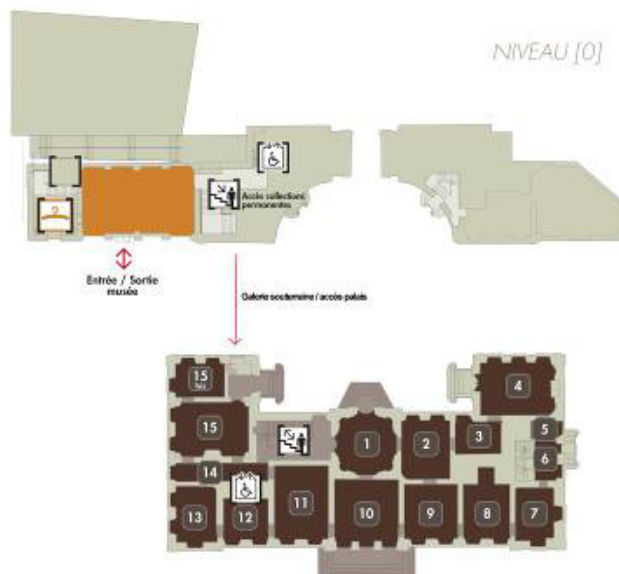 NIVEAU [0]
Accès collections
permanentes
Entrée / Sortie
musée
Galerie souterraine / accès palais
15
bis
4
15
5
1
2
3
6
14
13
12
11
10
9
8
7